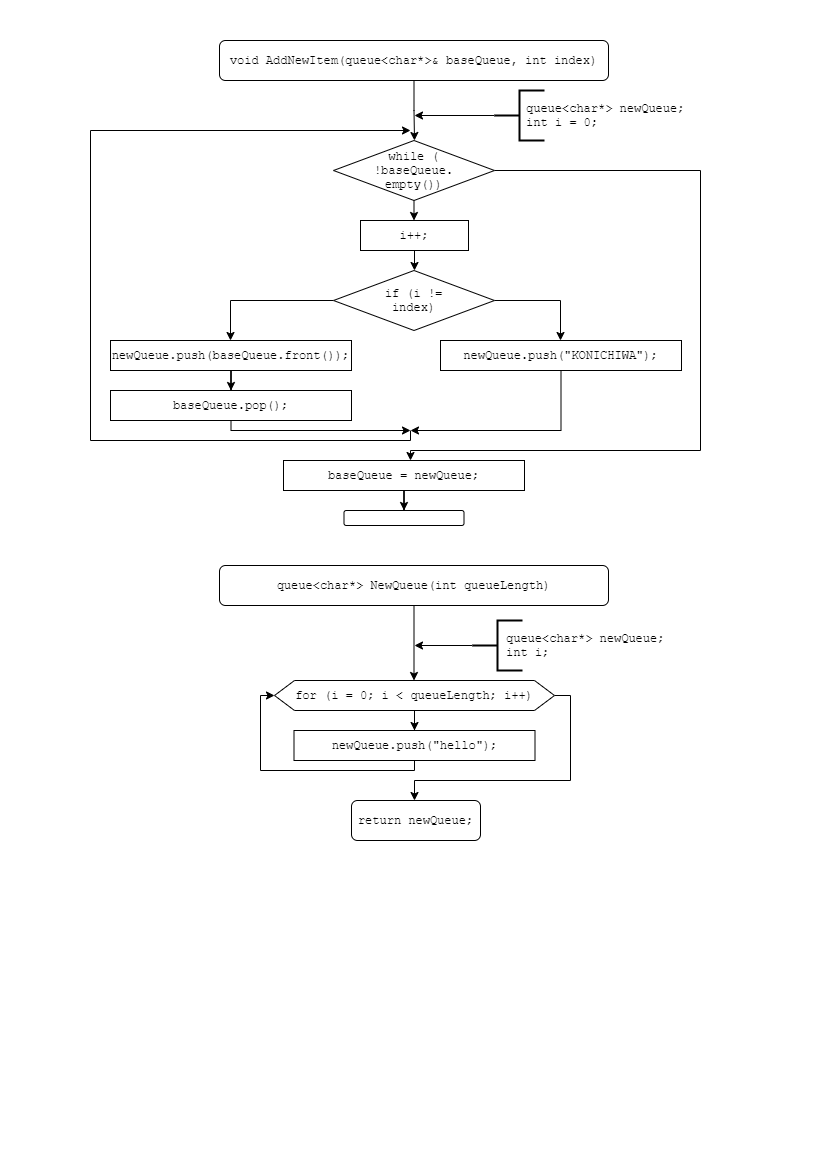 void AddNewItem(queue<char*>& baseQueue, int index)
queue<char*> newQueue;
int i = 0;
while (
!baseQueue.
empty())
i++;
if (i !=
index)
newQueue.push(baseQueue.front());
newQueue.push("KONICHIWA");
baseQueue.pop();
baseQueue = newQueue;
queue<char*> NewQueue(int queueLength)
queue<char*> newQueue;
int i;
for (i = 0; i < queueLength; i++)
newQueue.push("hello");
return newQueue;